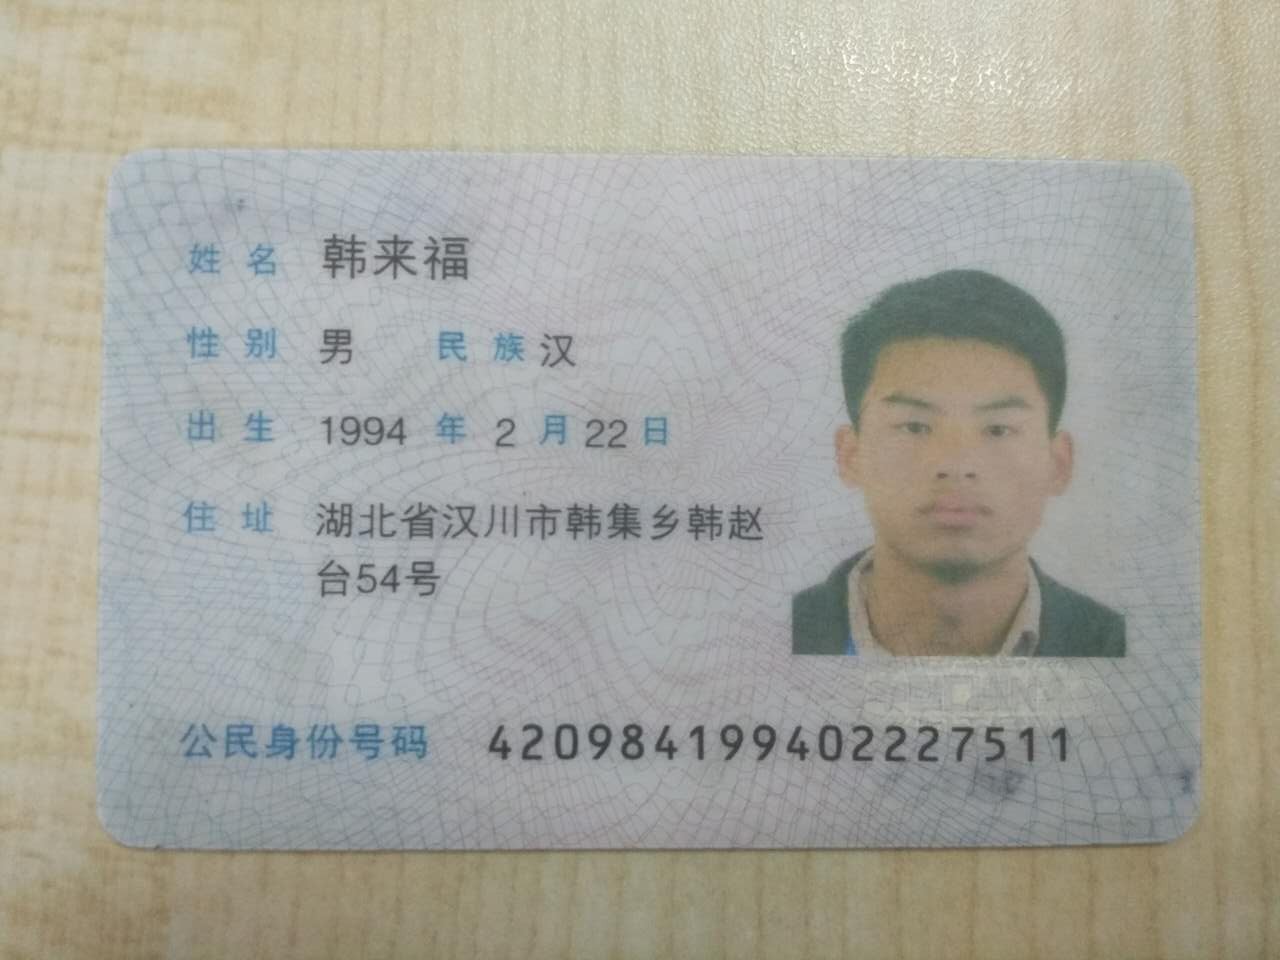 姓名 韩来福
性别 男 民族 汉
出生 1994 年 2 月 22 日
住址 湖北省汉川市韩集乡韩赵
台54号
公民身份号码 420984199402227511